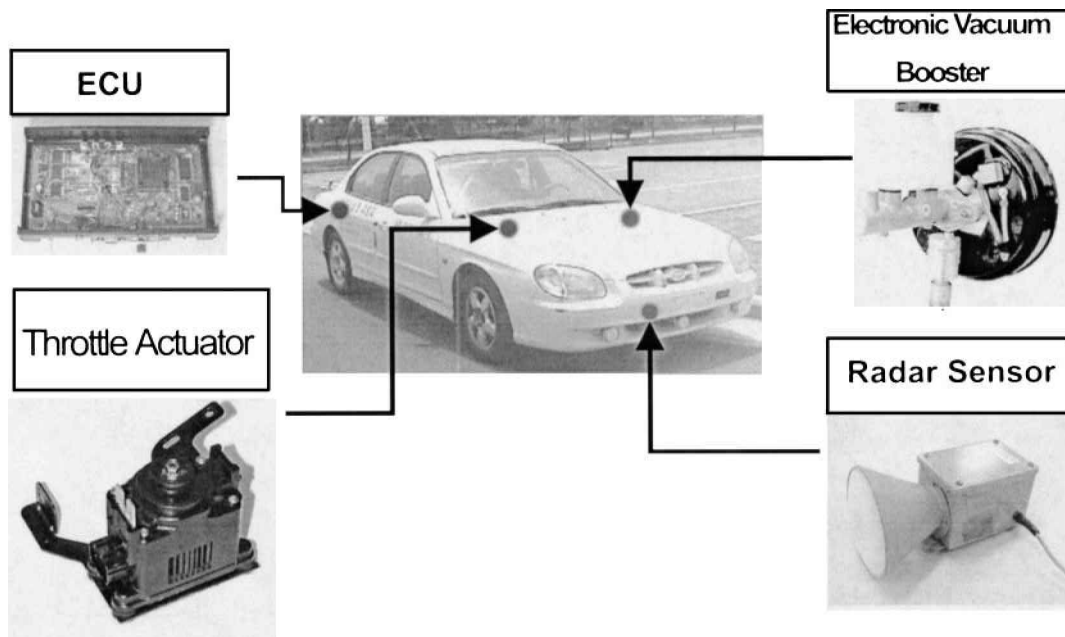 ECU
Electronic Vacuum
Booster
Throttle Actuator
Radar Sensor